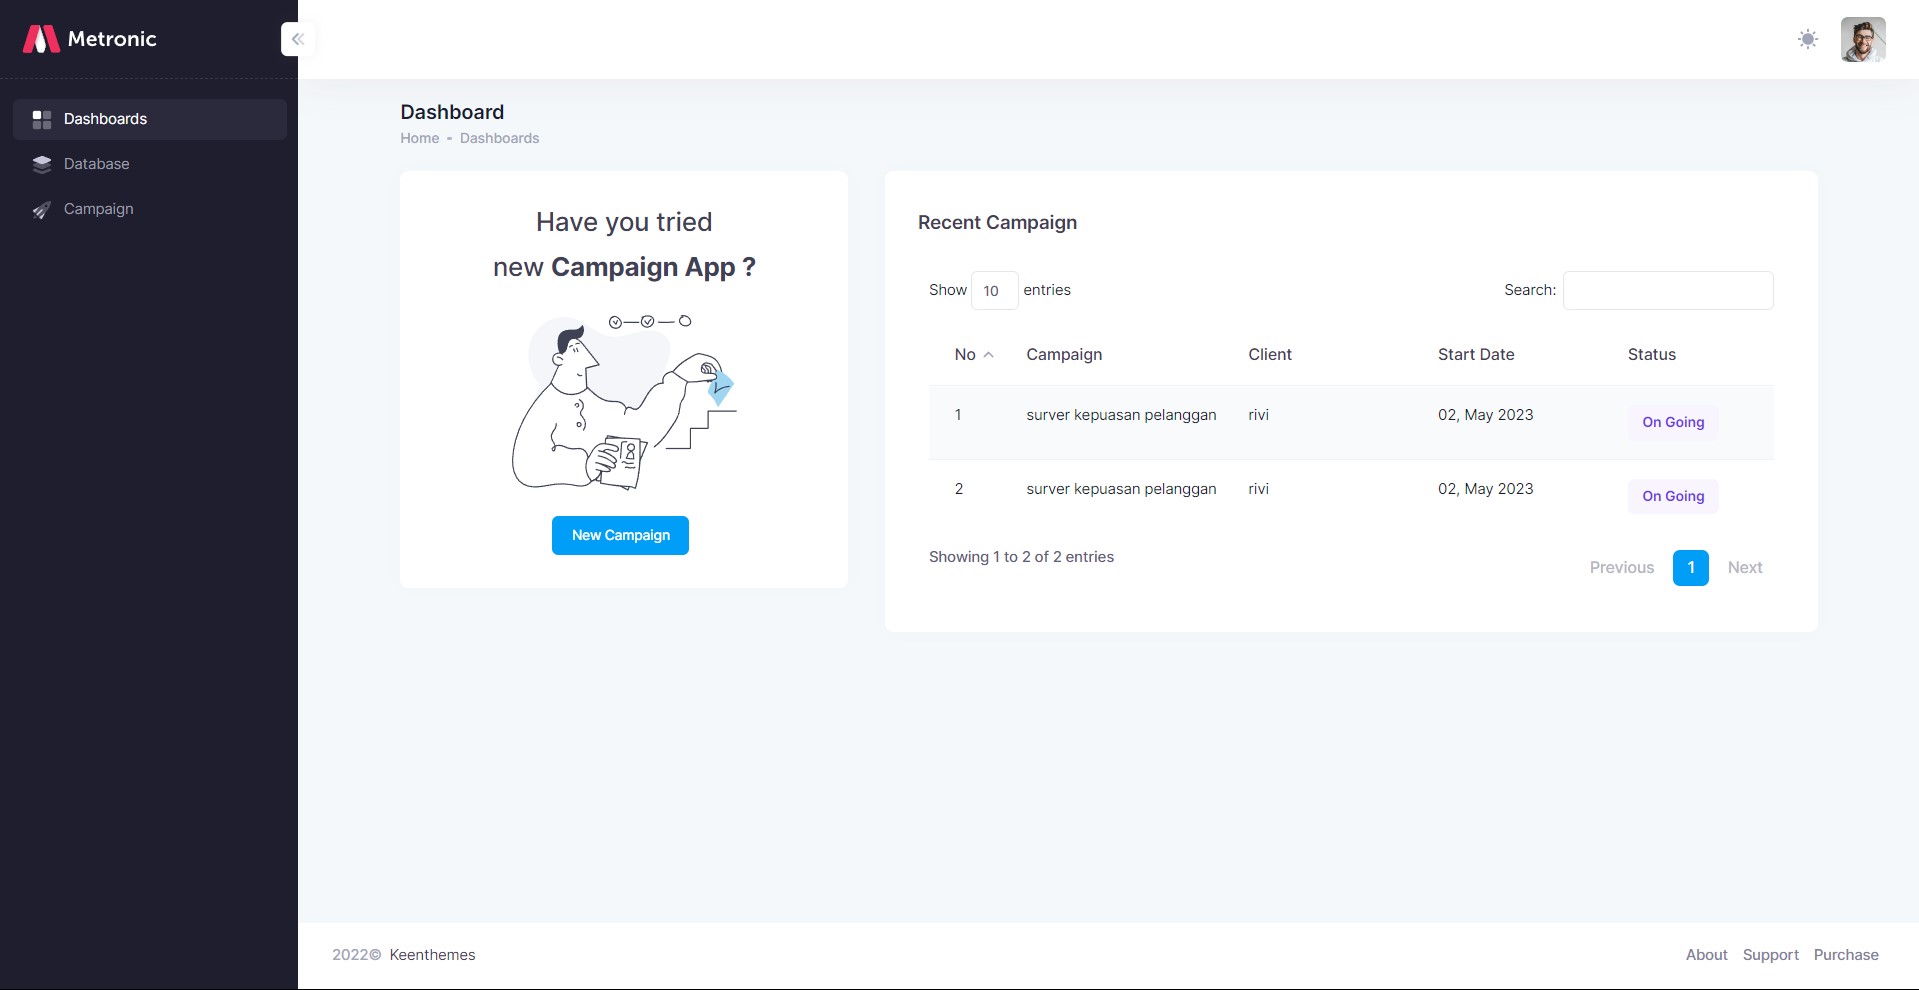 Metronic
Dashboards
Database
Campaign
Dashboard
Home - Dashboards
Have you tried
new Campaign App ?
New Campaign
Recent Campaign
Show 10 entries
Search:
No Campaign Client Start Date Status
1 surver kepuasan pelanggan rivi 02, May 2023 On Going
2 surver kepuasan pelanggan rivi 02, May 2023 On Going
Showing 1 to 2 of 2 entries
Previous 1 Next
2022© Keenthemes
About Support Purchase